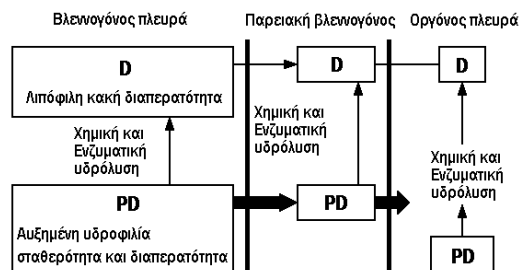 Βλεννογόνος πλευρά
Παρειακή βλεννογόνος
Οργόνος πλευρά
D
Λιπόφιλη κακή διαπερατότητα
D
D
Χημική και
Ενζυματική
υδρόλυση
Χημική και
Ενζυματική
υδρόλυση
Χημική και
Ενζυματική
υδρόλυση
PD
Αυξημένη υδροφιλία
σταθερότητα και διαπερατότητα
PD
PD